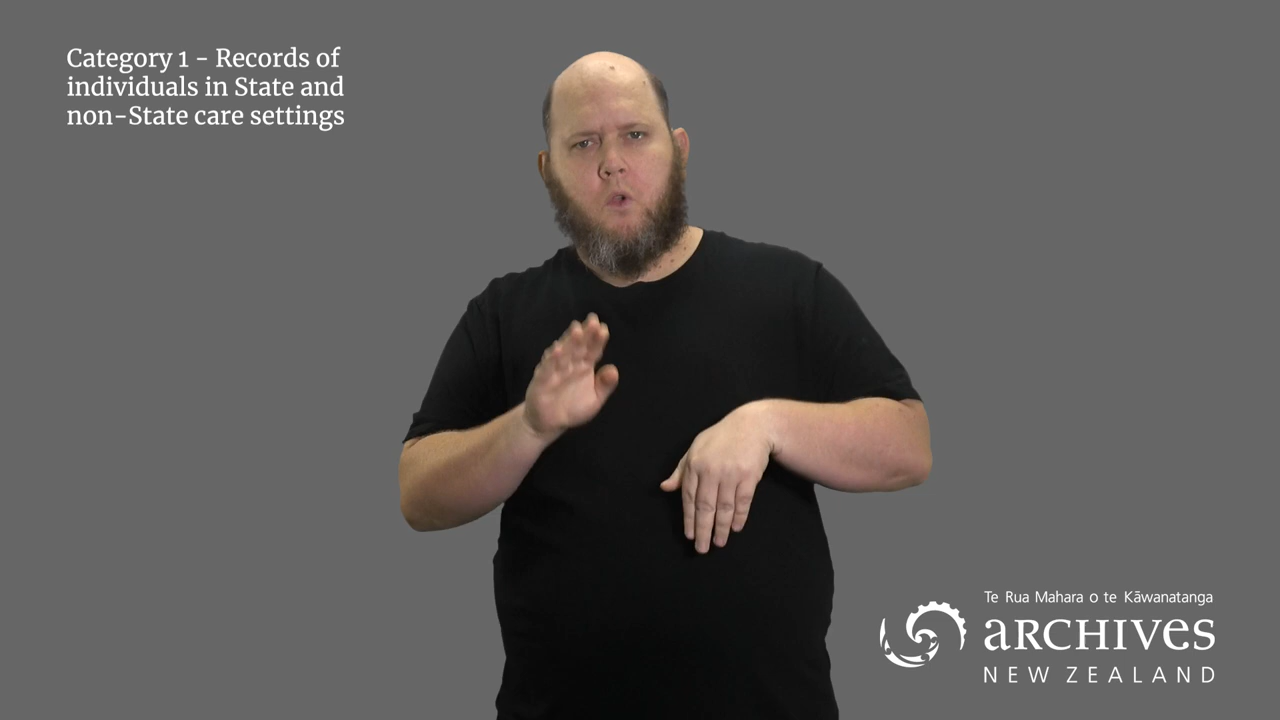 Category 1 - Records of
individuals in State and
non-State care settings
Te Rua Mahara o te Kāwanatanga
ARCHIVES
NEW ZEALAND